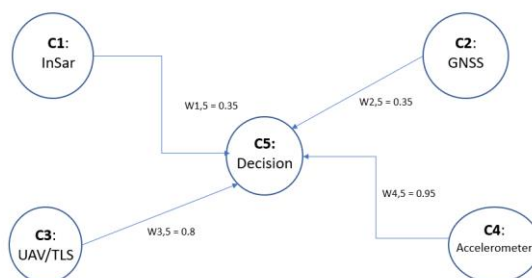 C1:
InSar
C2:
GNSS
W1,5 = 0.35
W2,5 = 0.35
C5:
Decision
W4,5 = 0.95
C3:
UAV/TLS
W3,5 = 0.8
C4:
Accelerometer